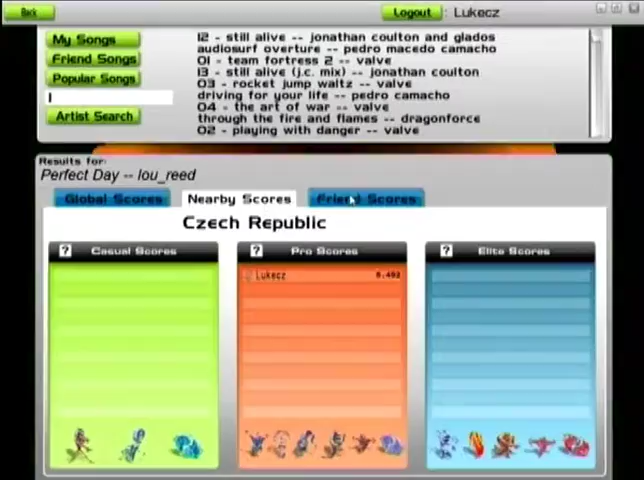 Back
Logout : Lukecz
My Songs
Friend Songs
Popular Songs
Artist Search
12 - still alive -- jonathan coulton and glados
audiosurf overture -- pedro macedo camacho
01 - team fortress 2 -- valve
13 - still alive (j.c. mix) -- jonathan coulton
03 - rocket jump waltz -- valve
driving for your life -- pedro camacho
04 - the art of war -- valve
through the fire and flames -- dragonforce
02 - playing with danger -- valve
Results for:
Perfect Day -- lou_reed
Global Scores
Nearby Scores
Friend Scores
Czech Republic
? Casual Scores
? Pro Scores
? Elite Scores
Lukecz